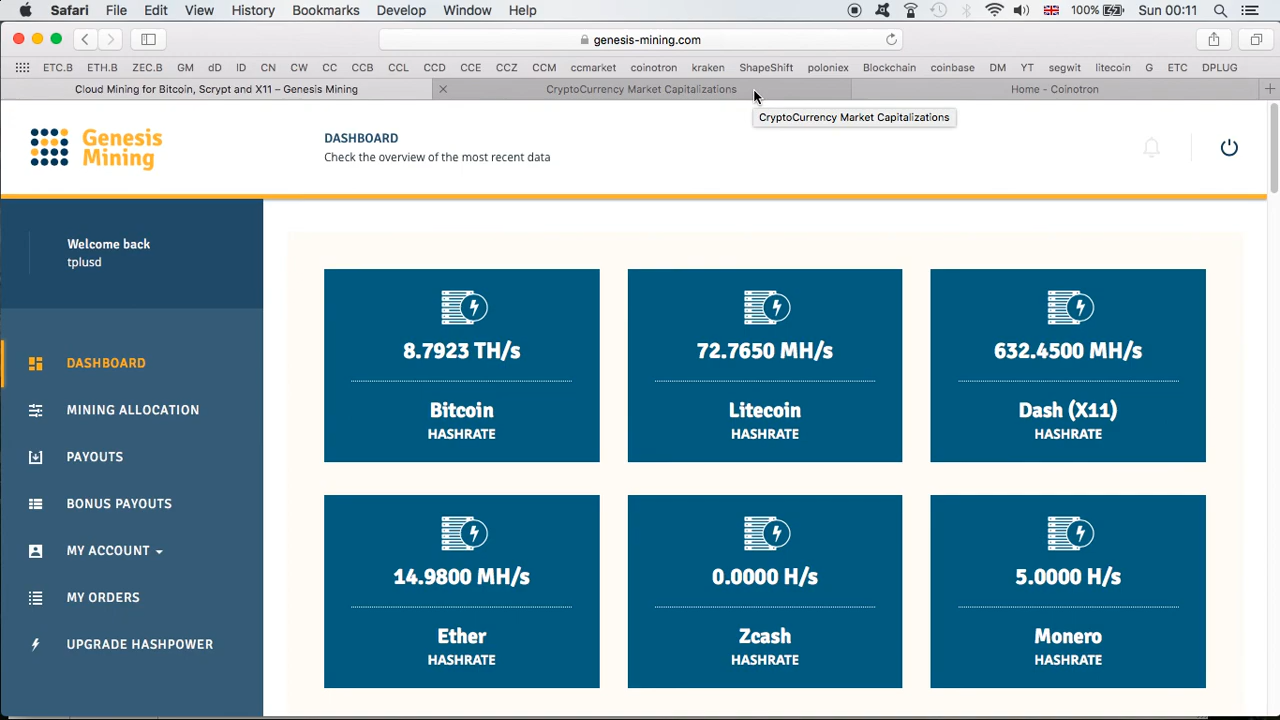 Safari File Edit View History Bookmarks Develop Window Help 100% Sun 00:11
genesis-mining.com
ETC.B ETH.B ZEC.B GM dD ID CN CW CC CCB CCL CCD CCE CCZ CCM ccmarket coinotron kraken ShapeShift poloniex Blockchain coinbase DM YT segwit litecoin G ETC DPLUG
Cloud Mining for Bitcoin, Scrypt and X11 – Genesis Mining CryptoCurrency Market Capitalizations Home - Coinotron
CryptoCurrency Market Capitalizations
Genesis
Mining
DASHBOARD
Check the overview of the most recent data
Welcome back
tplusd
DASHBOARD
MINING ALLOCATION
PAYOUTS
BONUS PAYOUTS
MY ACCOUNT
MY ORDERS
UPGRADE HASHPOWER
8.7923 TH/s
Bitcoin
HASHRATE
72.7650 MH/s
Litecoin
HASHRATE
632.4500 MH/s
Dash (X11)
HASHRATE
14.9800 MH/s
Ether
HASHRATE
0.0000 H/s
Zcash
HASHRATE
5.0000 H/s
Monero
HASHRATE